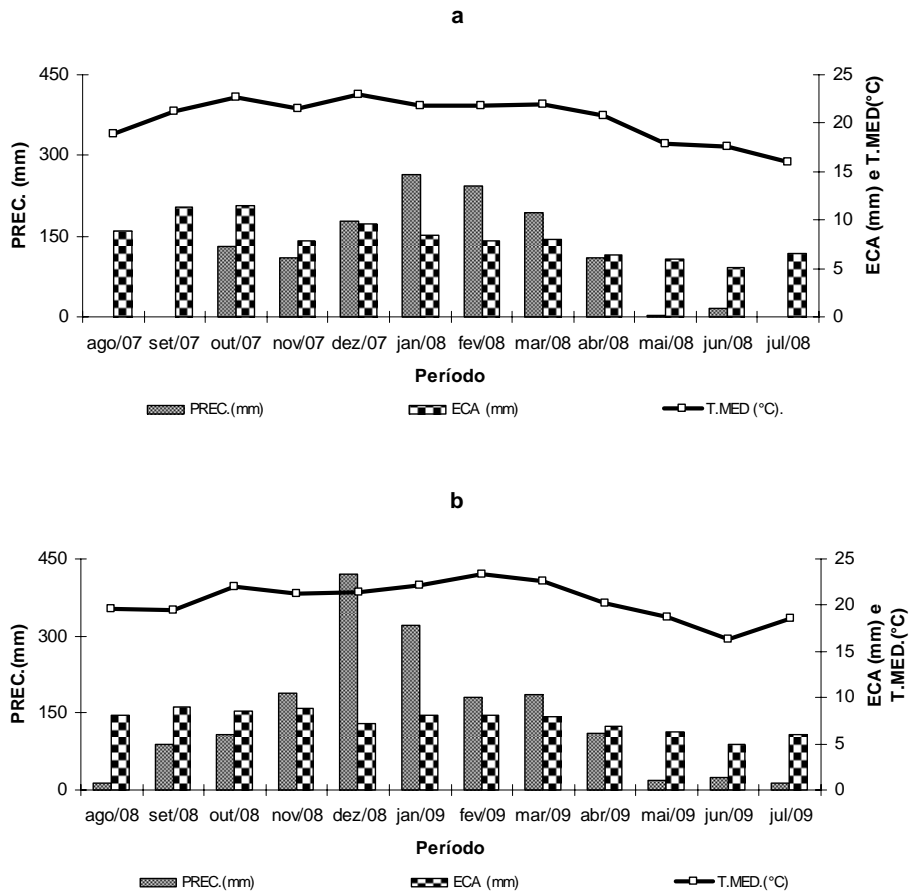 a
PREC. (mm)
450
300
150
0
25
20
15
10
5
0
ECA (mm) e T.MED(°C)
ago/07 set/07 out/07 nov/07 dez/07 jan/08 fev/08 mar/08 abr/08 mai/08 jun/08 jul/08
Período
PREC.(mm) ECA (mm) T.MED (°C).
b
PREC.(mm)
450
300
150
0
25
20
15
10
5
0
ECA (mm) e
T.MED.(°C)
ago/08 set/08 out/08 nov/08 dez/08 jan/09 fev/09 mar/09 abr/09 mai/09 jun/09 jul/09
Período
PREC.(mm) ECA (mm) T.MED.(°C)